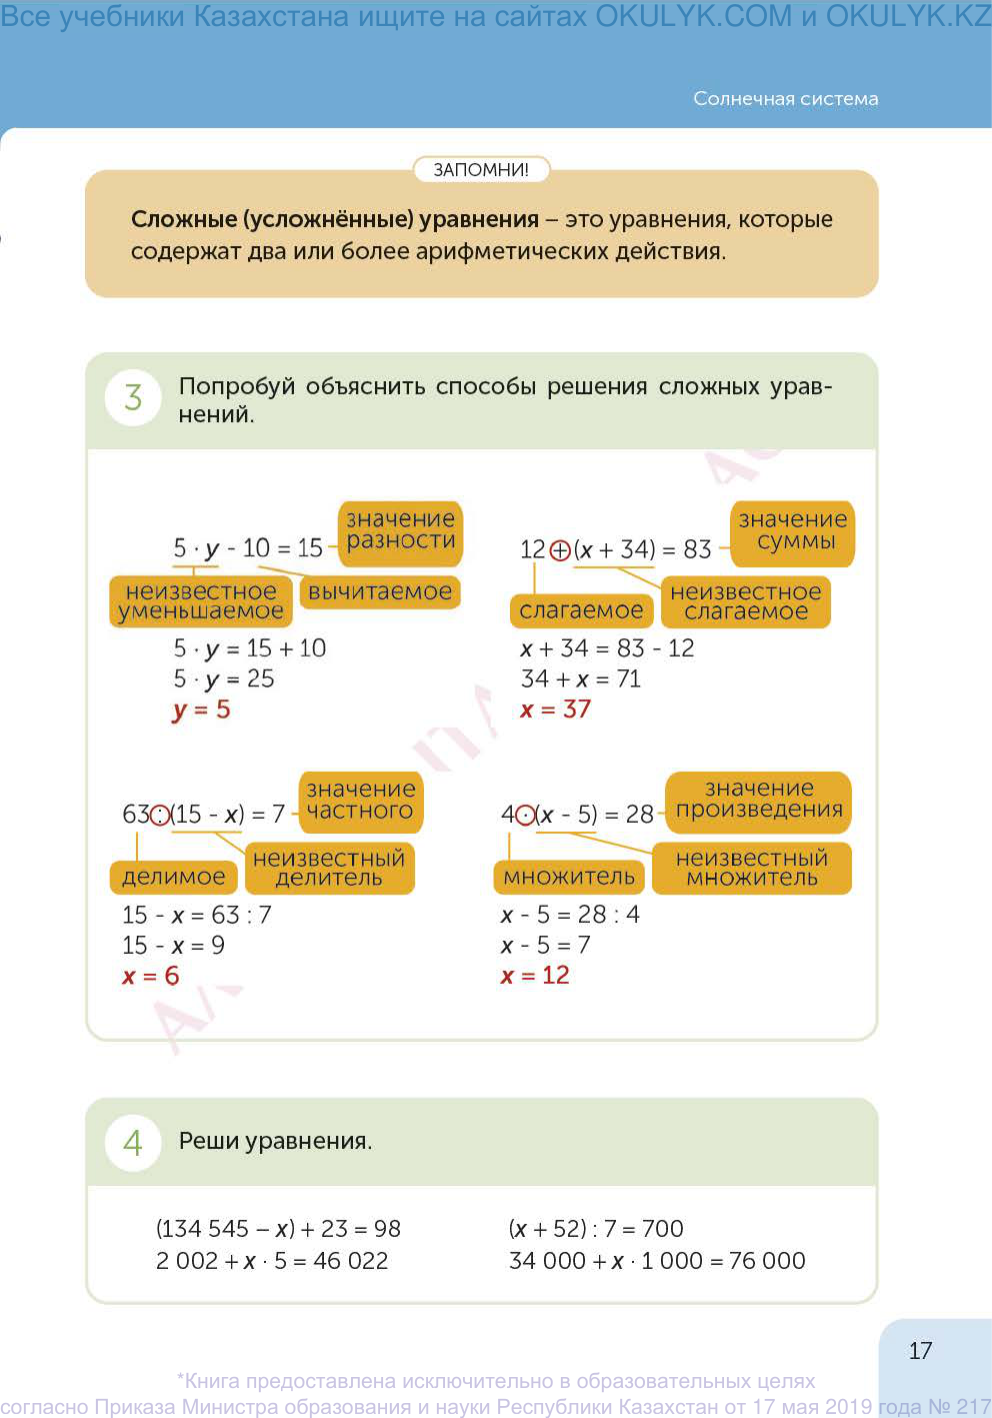 Все учебники Казахстана ищите на сайтах OKULYK.COM и OKULYK.KZ
Солнечная система
ЗАПОМНИ!
Сложные (усложнённые) уравнения – это уравнения, которые
содержат два или более арифметических действия.
3
Попробуй объяснить способы решения сложных урав-
нений.
значение
разности
5 · y - 10 = 15
неизвестное
уменьшаемое
вычитаемое
5 · y = 15 + 10
5 · y = 25
y = 5
значение
суммы
12 + (x + 34) = 83
слагаемое
неизвестное
слагаемое
x + 34 = 83 - 12
34 + x = 71
x = 37
значение
частного
63 : (15 - x) = 7
делимое
неизвестный
делитель
15 - x = 63 : 7
15 - x = 9
x = 6
значение
произведения
4 · (x - 5) = 28
множитель
неизвестный
множитель
x - 5 = 28 : 4
x - 5 = 7
x = 12
4
Реши уравнения.
(134 545 – x) + 23 = 98
2 002 + x · 5 = 46 022
(x + 52) : 7 = 700
34 000 + x · 1 000 = 76 000
17
*Книга предоставлена исключительно в образовательных целях
согласно Приказа Министра образования и науки Республики Казахстан от 17 мая 2019 года № 217